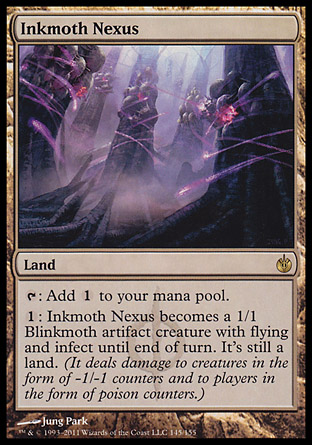 Inkmoth Nexus
Land
: Add 1 to your mana pool.
1 : Inkmoth Nexus becomes a 1/1
Blinkmoth artifact creature with flying
and infect until end of turn. It's still a
land. (It deals damage to creatures in the
form of -1/-1 counters and to players in
the form of poison counters.)
Jung Park
™ & © 1993–2011 Wizards of the Coast LLC 145/155